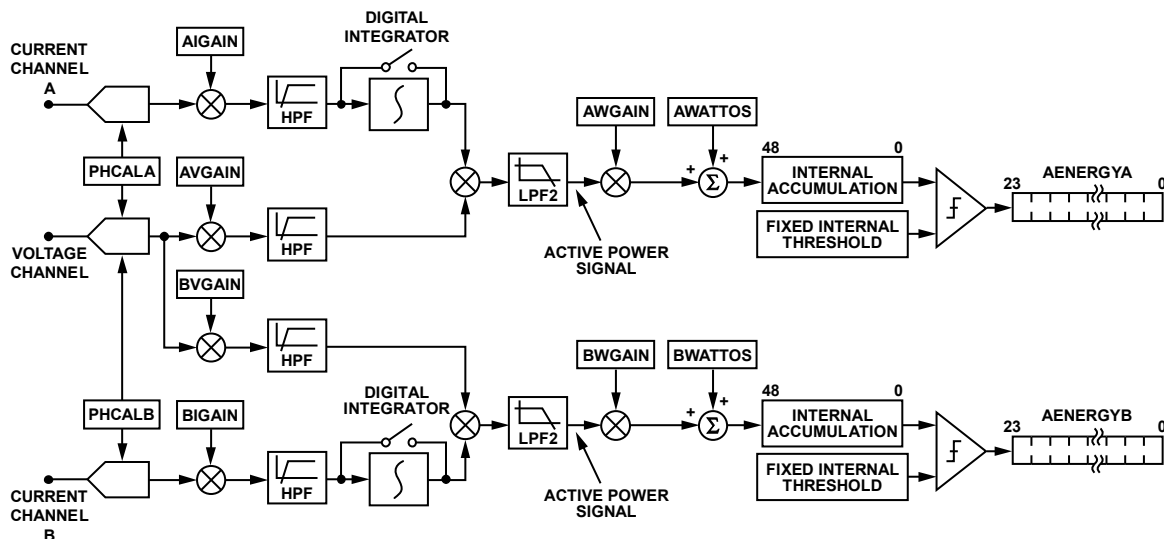 DIGITAL
INTEGRATOR
CURRENT
CHANNEL
A
AIGAIN
HPF
PHCALA
AVGAIN
HPF
VOLTAGE
CHANNEL
LPF2
AWGAIN
AWATTOS
+
+
Σ
ACTIVE POWER
SIGNAL
48 0
INTERNAL
ACCUMULATION
FIXED INTERNAL
THRESHOLD
AENERGYA
23 0
BVGAIN
HPF
PHCALB
BIGAIN
HPF
DIGITAL
INTEGRATOR
CURRENT
CHANNEL
B
LPF2
BWGAIN
BWATTOS
+
+
Σ
ACTIVE POWER
SIGNAL
48 0
INTERNAL
ACCUMULATION
FIXED INTERNAL
THRESHOLD
AENERGYB
23 0